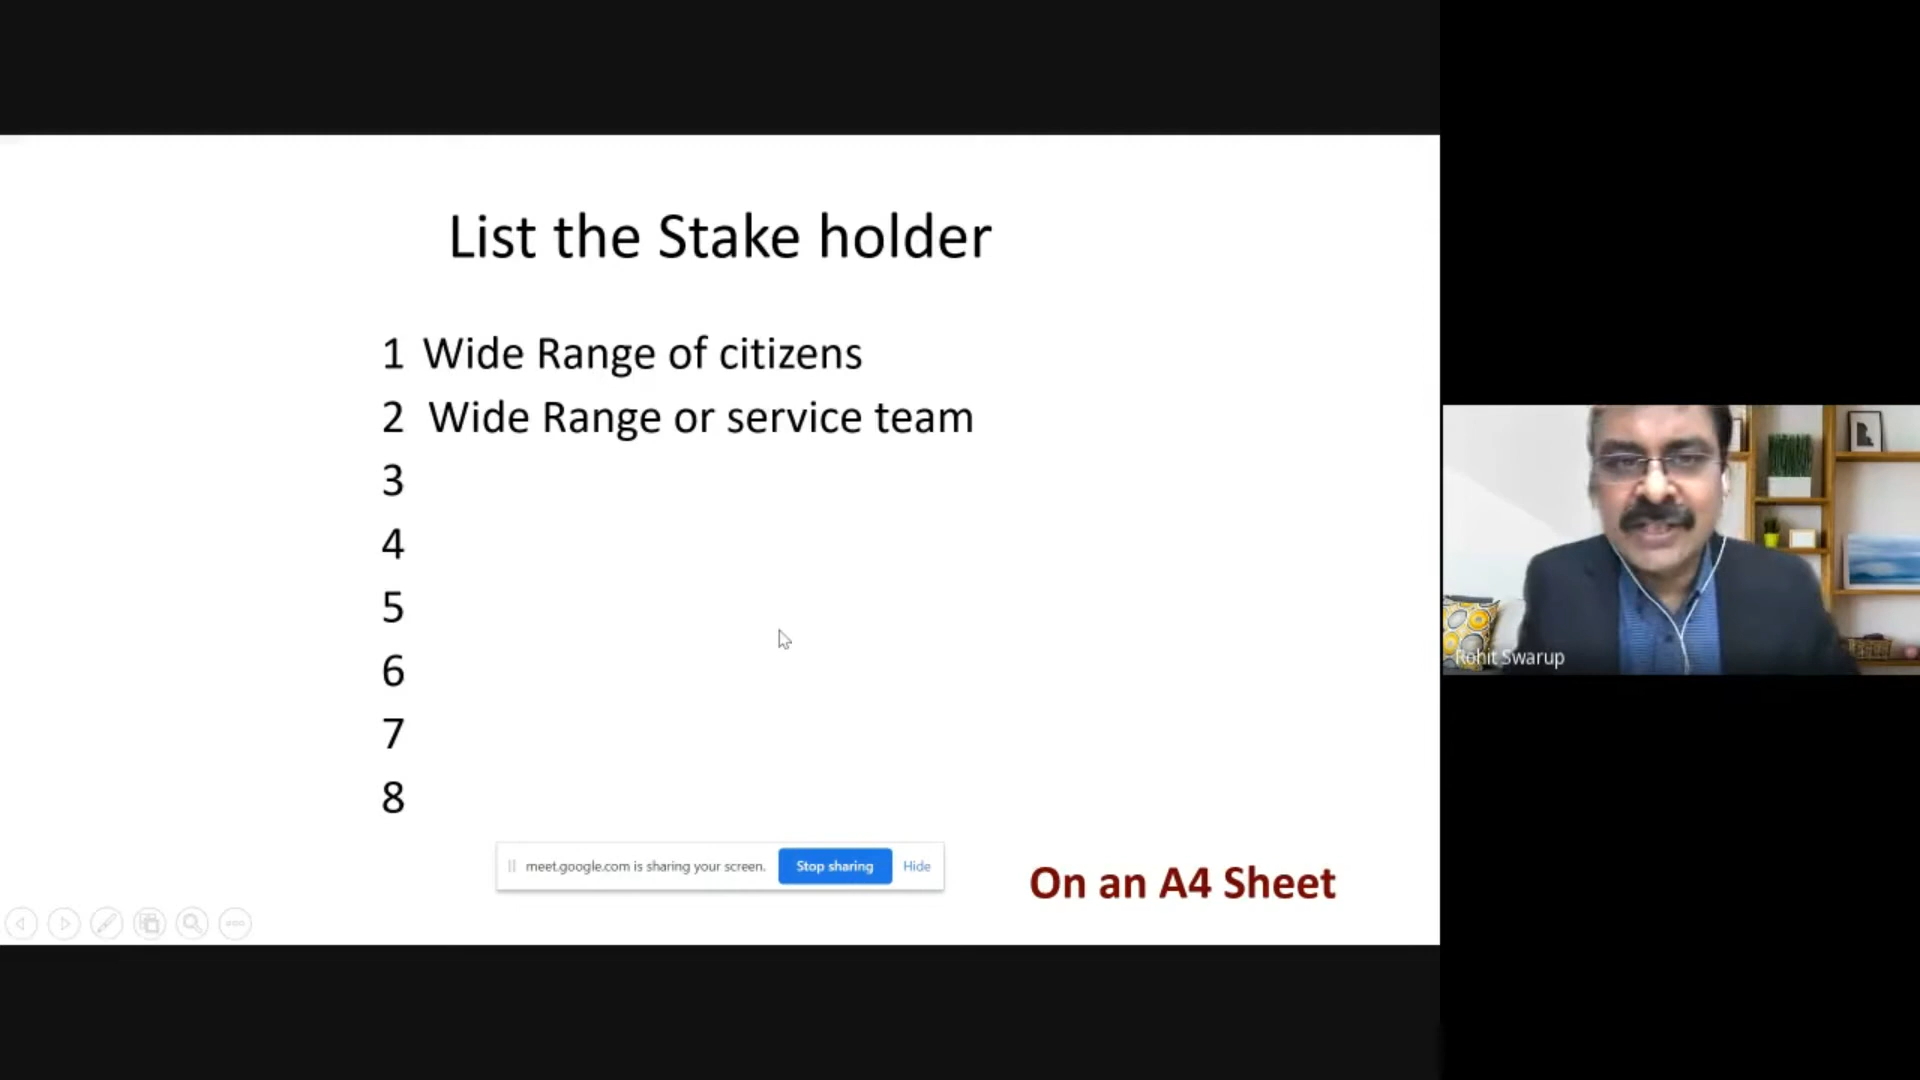 List the Stake holder
1 Wide Range of citizens
2 Wide Range or service team
3
4
5
6
7
8
meet.google.com is sharing your screen. Stop sharing Hide
On an A4 Sheet
Rohit Swarup